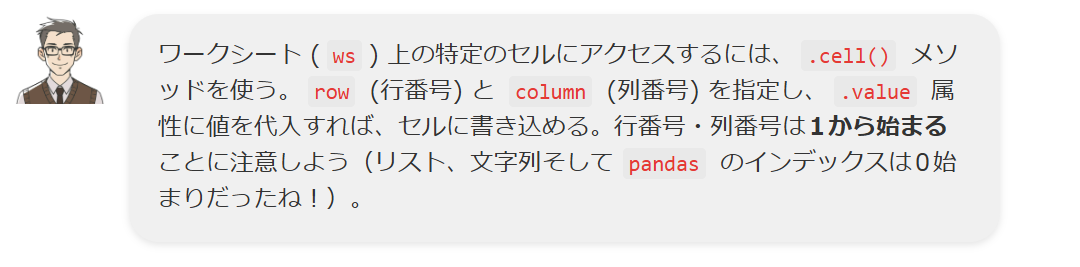 ワークシート ( ws ) 上の特定のセルにアクセスするには、 .cell() メソ
ッドを使う。 row (行番号) と column (列番号) を指定し、 .value 属
性に値を代入すれば、セルに書き込める。行番号・列番号は１から始まる
ことに注意しよう（リスト、文字列そして pandas のインデックスは０始
まりだったね！）。